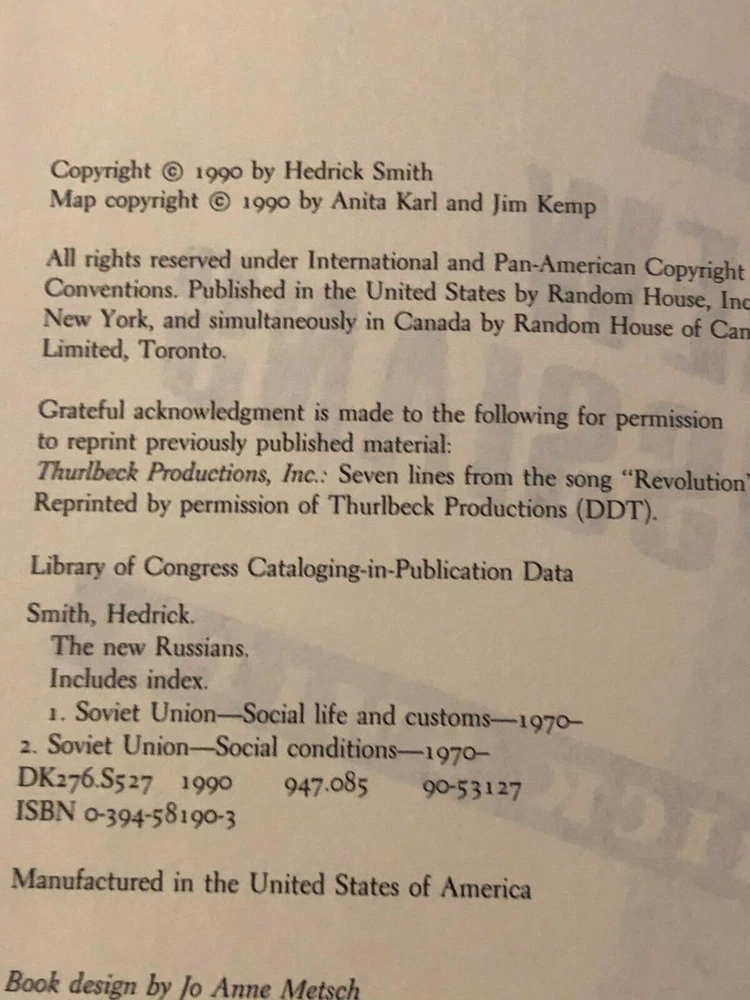 Copyright © 1990 by Hedrick Smith
Map copyright © 1990 by Anita Karl and Jim Kemp
All rights reserved under International and Pan-American Copyright
Conventions. Published in the United States by Random House, Inc
New York, and simultaneously in Canada by Random House of Can
Limited, Toronto.
Grateful acknowledgment is made to the following for permission
to reprint previously published material:
Thurlbeck Productions, Inc.: Seven lines from the song “Revolution”
Reprinted by permission of Thurlbeck Productions (DDT).
Library of Congress Cataloging-in-Publication Data
Smith, Hedrick.
The new Russians.
Includes index.
1. Soviet Union—Social life and customs—1970–
2. Soviet Union—Social conditions—1970–
DK276.S527 1990 947.085 90-53127
ISBN 0-394-58190-3
Manufactured in the United States of America
Book design by Jo Anne Metsch